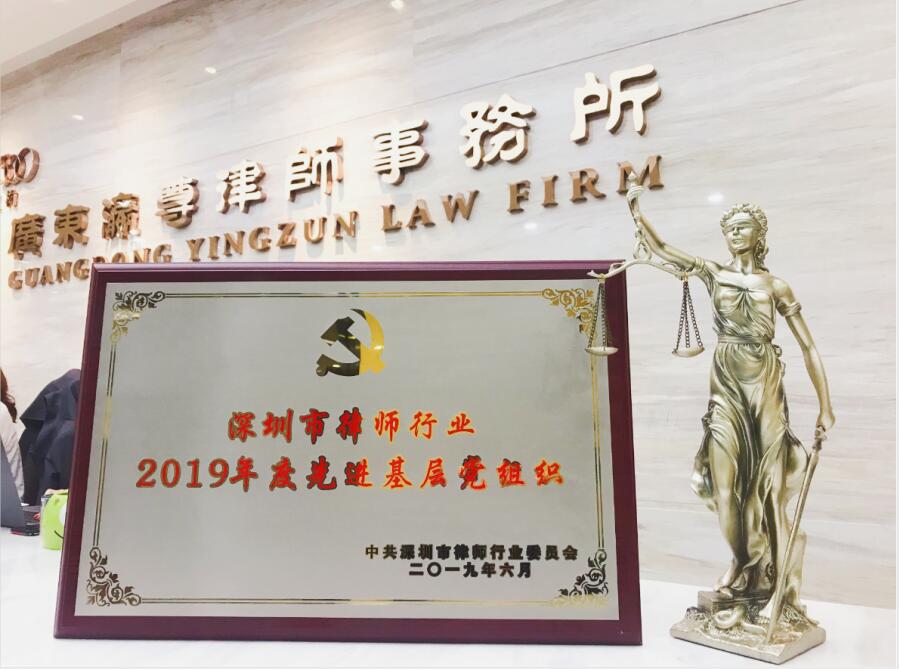 廣東瀛尊律師事務所
GUANGDONG YINGZUN LAW FIRM
深圳市律师行业
2019年度先进基层党组织
中共深圳市律师行业委员会
二〇一九年六月